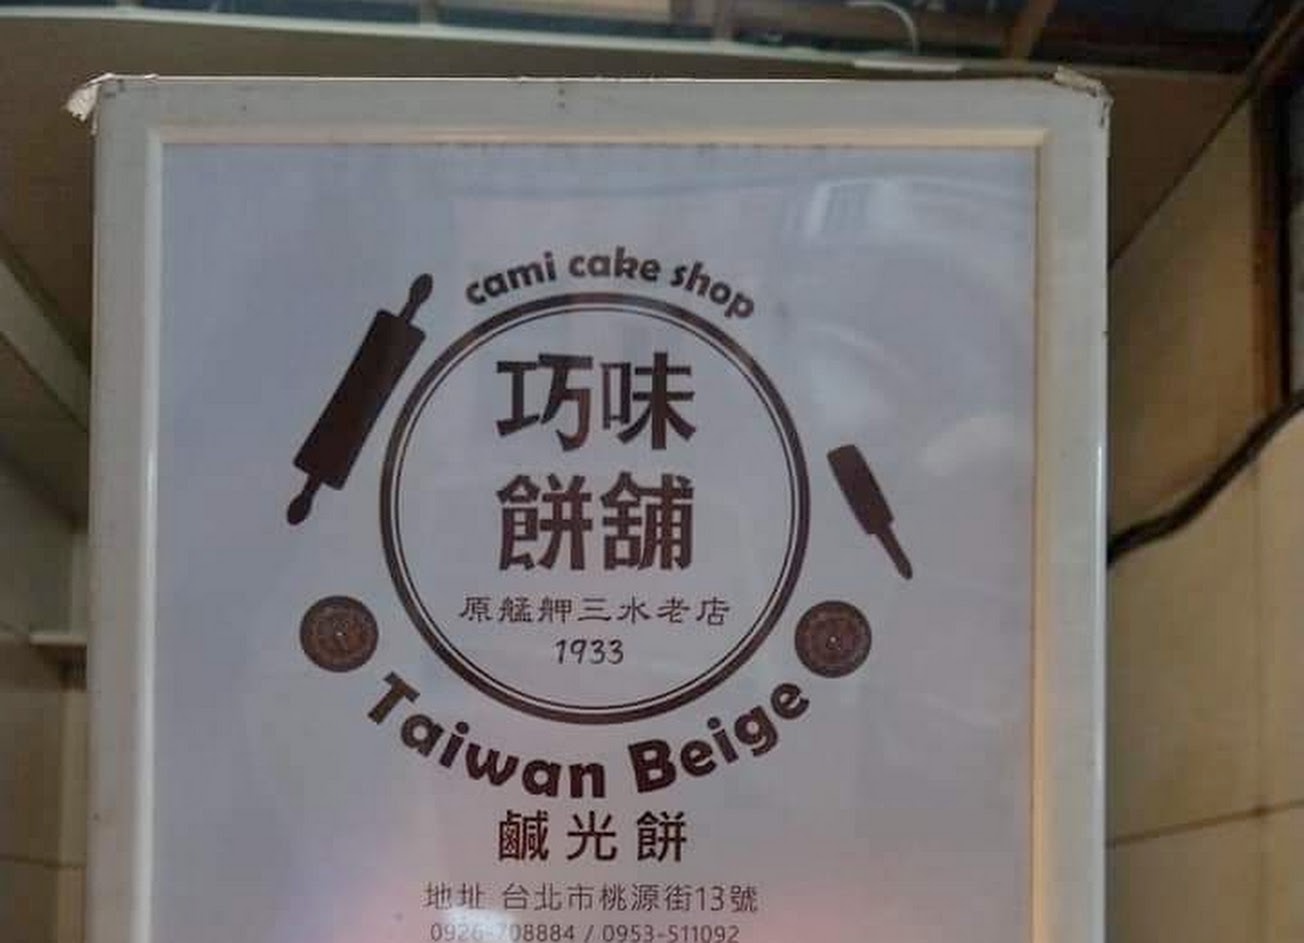 cami cake shop
巧味
餅舖
原艋舺三水老店
1933
Taiwan Beige
鹹光餅
地址 台北市桃源街13號
0926-708884 / 0953-511092